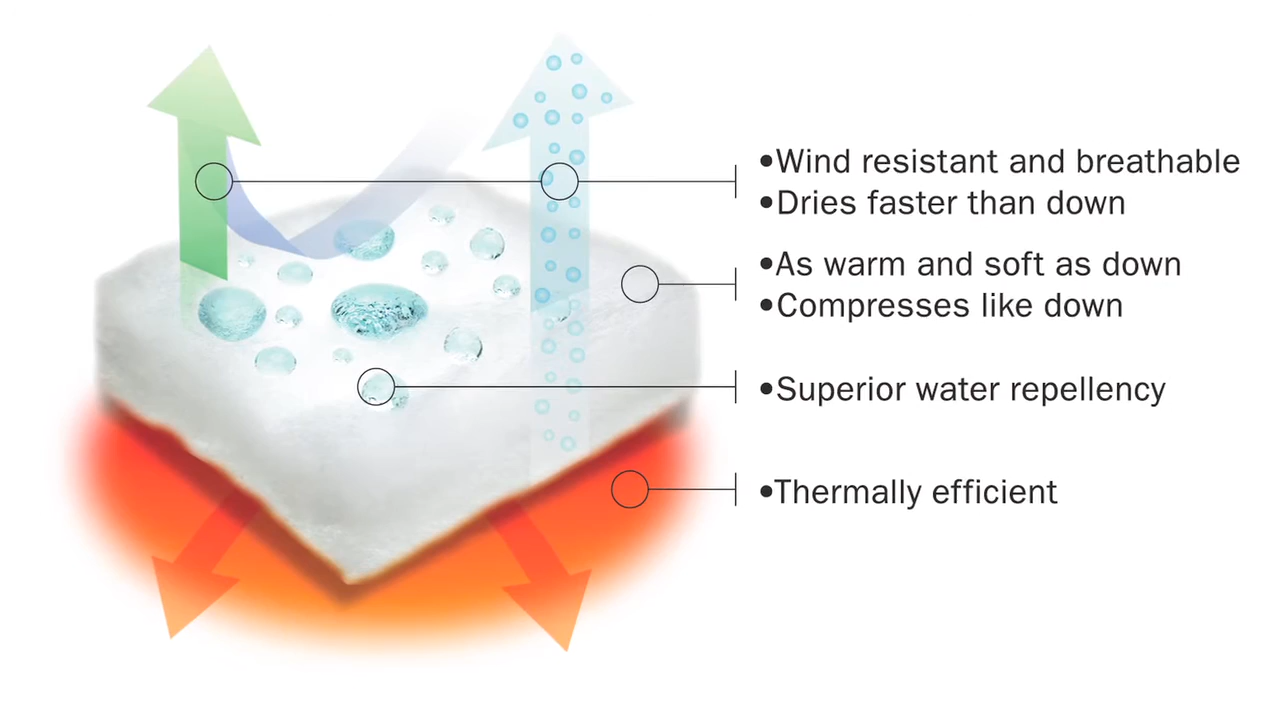 •Wind resistant and breathable
•Dries faster than down
•As warm and soft as down
•Compresses like down
•Superior water repellency
•Thermally efficient